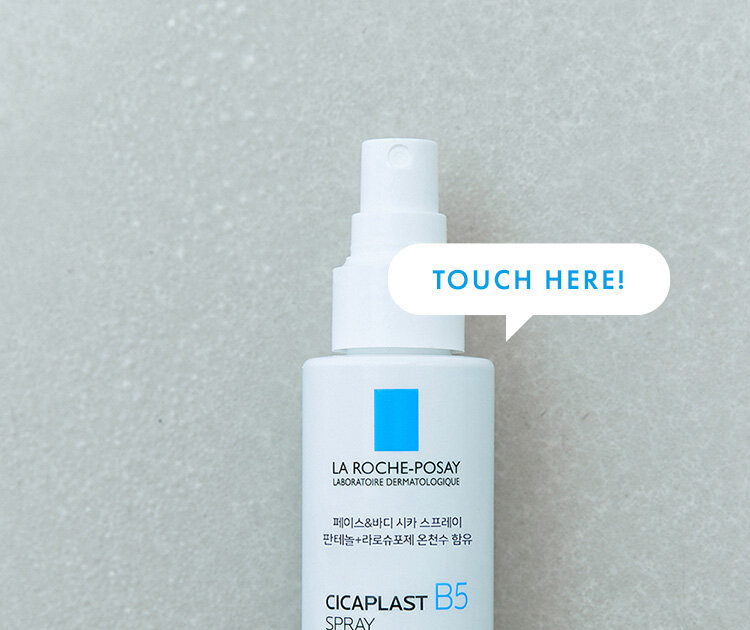 TOUCH HERE!
LA ROCHE-POSAY
LABORATOIRE DERMATOLOGIQUE
페이스&바디 시카 스프레이
판테놀+라로슈포제 온천수 함유
CICAPLAST B5
SPRAY